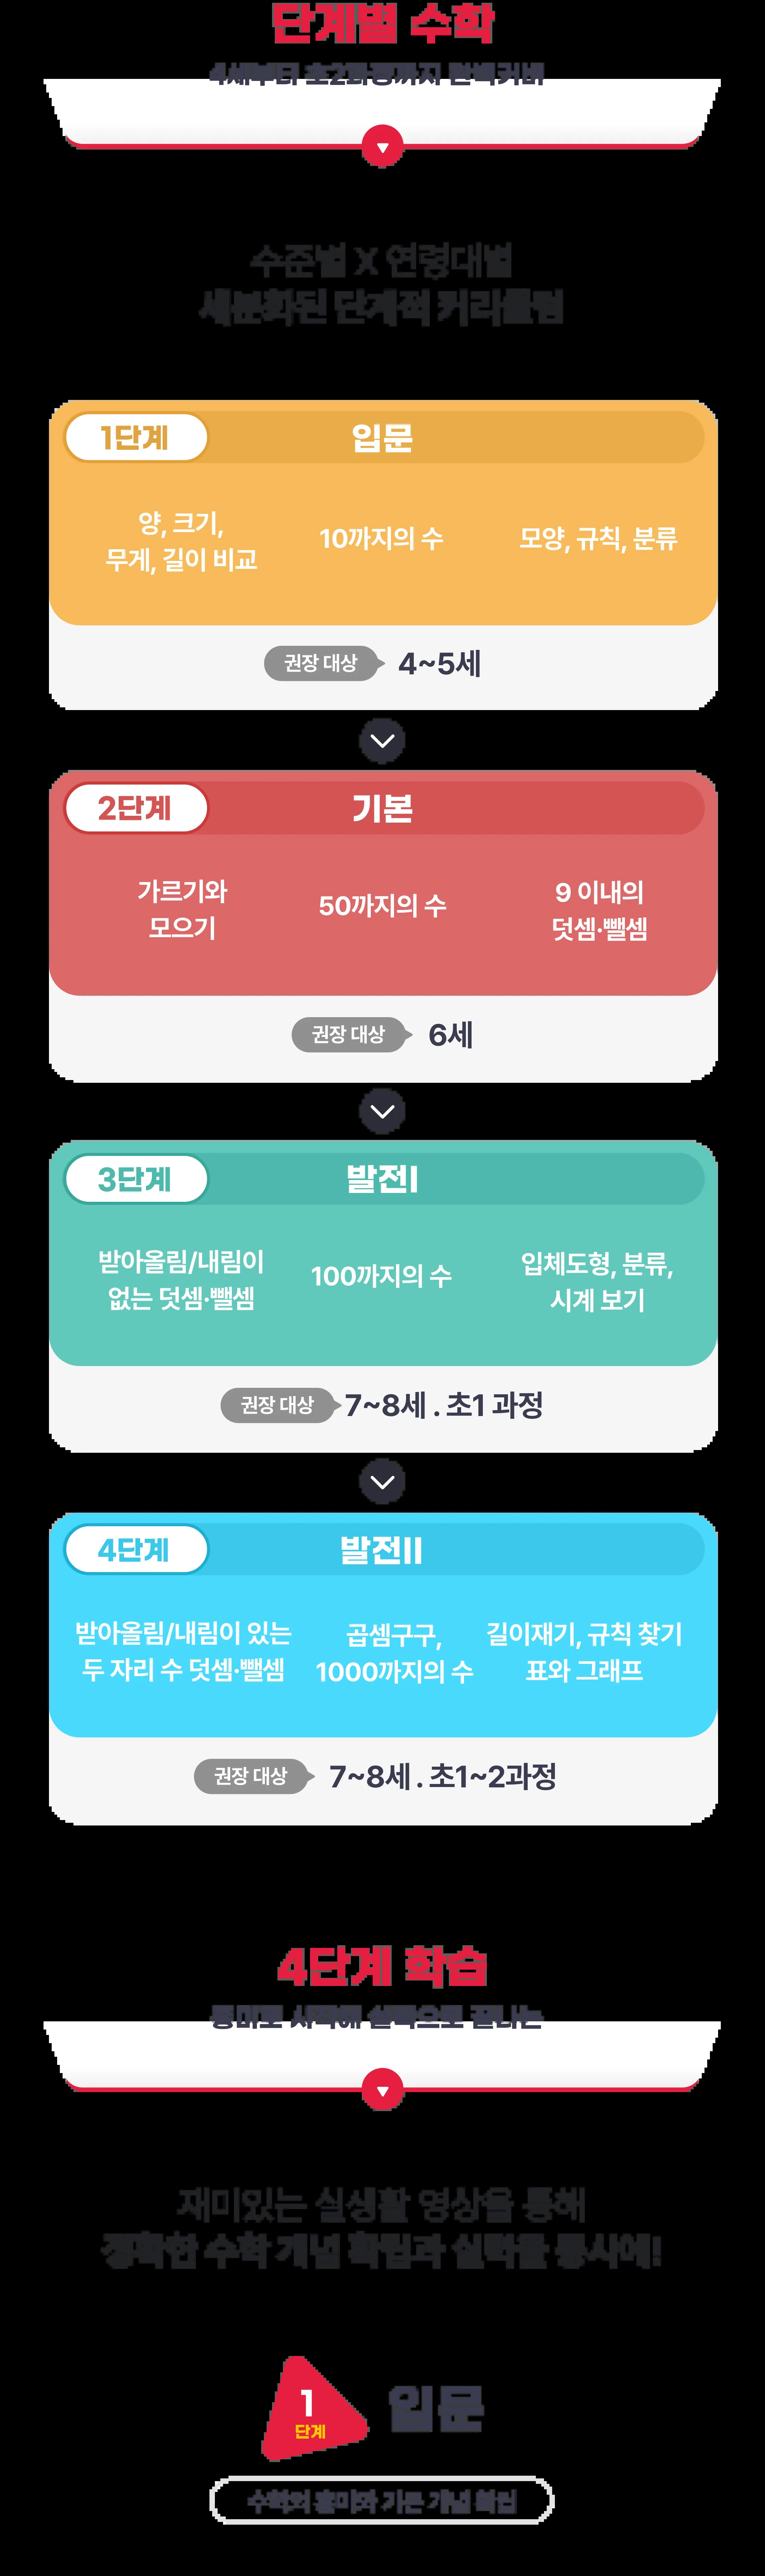 단계별 수학
4세부터 초2과정까지 완벽커버
수준별 X 연령대별
세분화된 단계적 커리큘럼
1단계
입문
양, 크기,
무게, 길이 비교
10까지의 수
모양, 규칙, 분류
권장 대상
4~5세
2단계
기본
가르기와
모으기
50까지의 수
9 이내의
덧셈·뺄셈
권장 대상
6세
3단계
발전I
받아올림/내림이
없는 덧셈·뺄셈
100까지의 수
입체도형, 분류,
시계 보기
권장 대상
7~8세 . 초1 과정
4단계
발전II
받아올림/내림이 있는
두 자리 수 덧셈·뺄셈
곱셈구구,
1000까지의 수
길이재기, 규칙 찾기
표와 그래프
권장 대상
7~8세 . 초1~2과정
4단계 학습
흥미로 시작해 실력으로 끝나는
재미있는 실생활 영상을 통해
정확한 수학 개념 확립과 실력을 동시에!
1
단계
입문
수학의 흥미와 기본 개념 확립